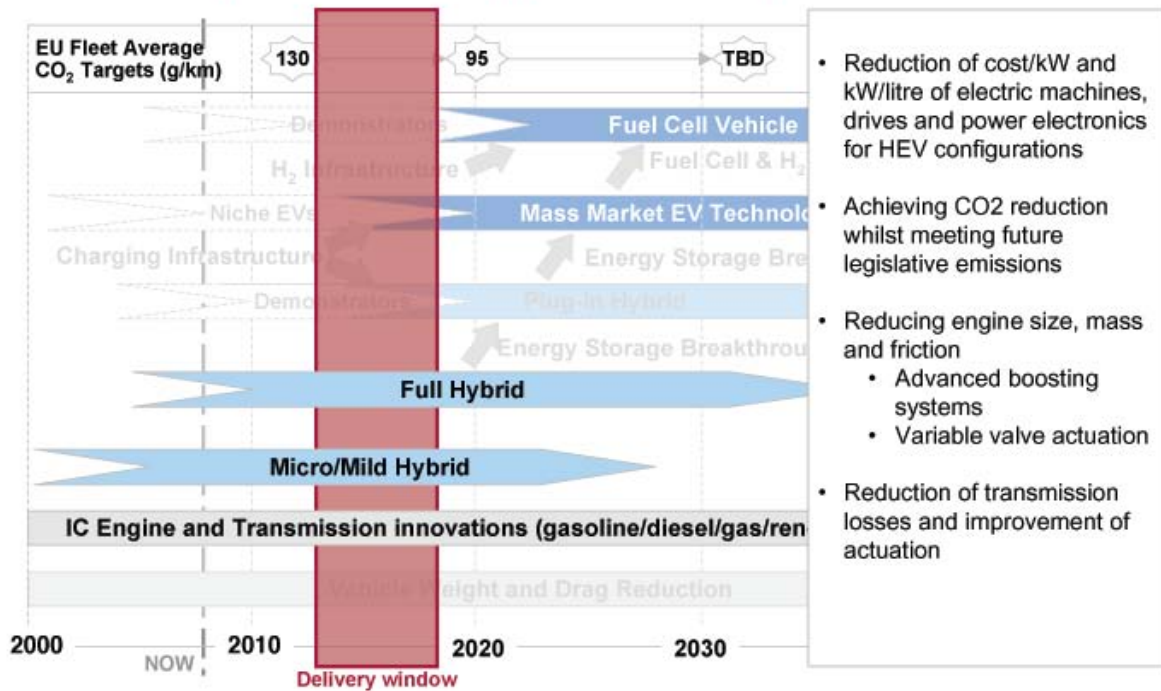 EU Fleet Average
CO₂ Targets (g/km)
130
95
TBD
Demonstrators
Fuel Cell Vehicle
H₂ Infrastructure
Fuel Cell & H₂
Niche EVs
Mass Market EV Technolo
Charging Infrastructure
Energy Storage Brea
Demonstrators
Plug-In Hybrid
Energy Storage Breakthrou
Full Hybrid
Micro/Mild Hybrid
IC Engine and Transmission innovations (gasoline/diesel/gas/ren
Vehicle Weight and Drag Reduction
2000
NOW
2010
2020
2030
Delivery window
• Reduction of cost/kW and
kW/litre of electric machines,
drives and power electronics
for HEV configurations
• Achieving CO2 reduction
whilst meeting future
legislative emissions
• Reducing engine size, mass
and friction
• Advanced boosting
systems
• Variable valve actuation
• Reduction of transmission
losses and improvement of
actuation